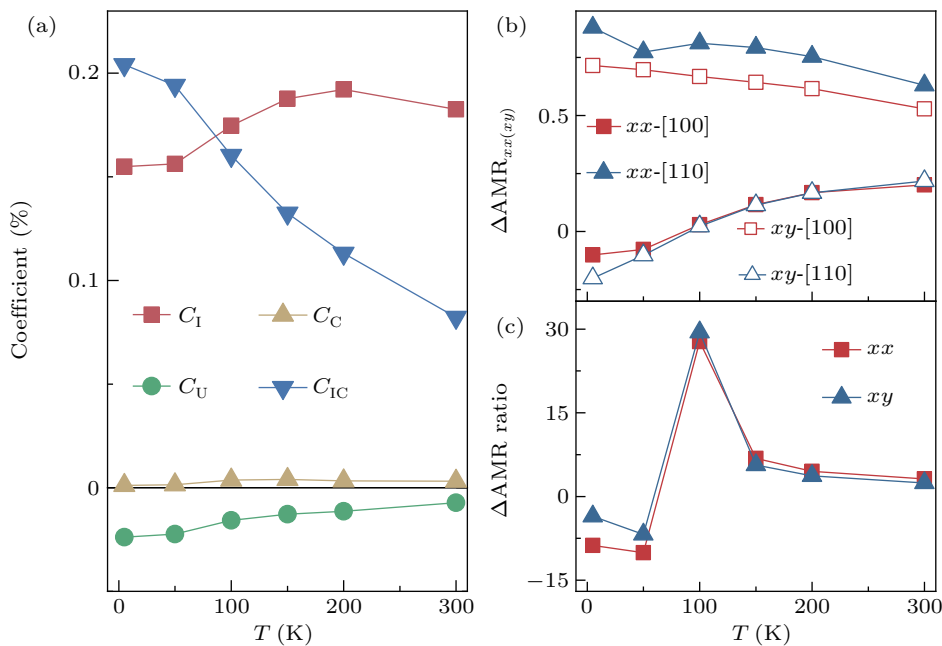 (a)
0.2
0.1
0
Coefficient (%)
C_I
C_C
C_U
C_IC
0
100
200
300
T (K)
(b)
0.5
0
ΔAMR_xx(xy)
xx-[100]
xx-[110]
xy-[100]
xy-[110]
(c)
30
15
0
−15
ΔAMR ratio
xx
xy
0
100
200
300
T (K)